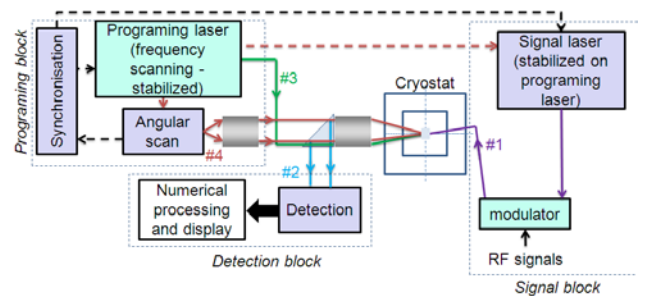 Programing block
Synchronisation
Programing laser
(frequency
scanning -
stabilized)
#3
Angular
scan
#4
Cryostat
Signal laser
(stabilized on
programing
laser)
#1
#2
Numerical
processing
and display
Detection
modulator
RF signals
Detection block
Signal block